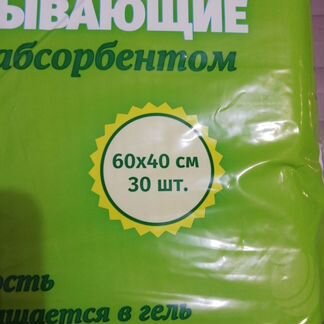 ЫВАЮЩИЕ
абсорбентом
60х40 см
30 шт.
ость
щается в гель